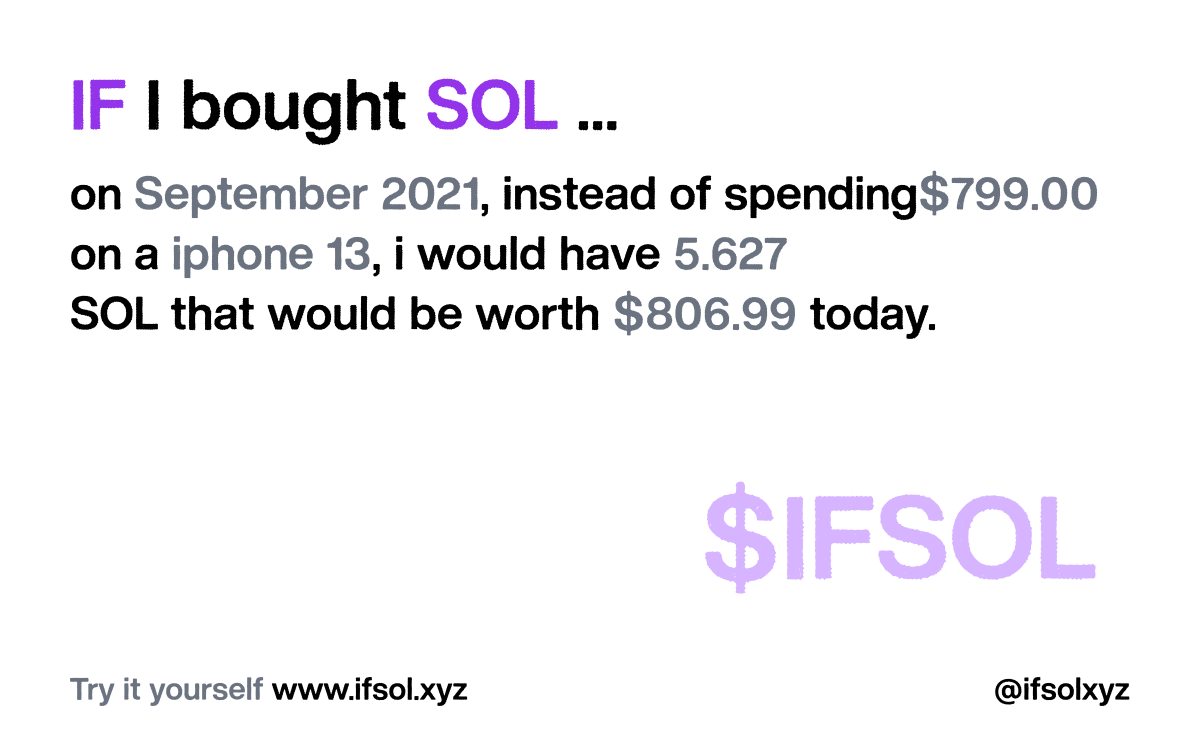 IF I bought SOL ...
on September 2021, instead of spending$799.00
on a iphone 13, i would have 5.627
SOL that would be worth $806.99 today.
$IFSOL
Try it yourself www.ifsol.xyz
@ifsolxyz